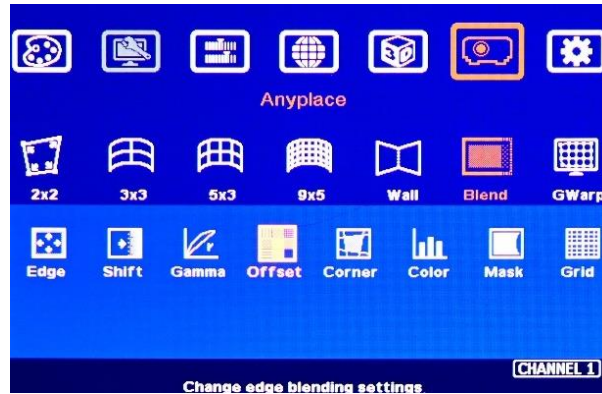 3D
Anyplace
2x2 3x3 5x3 9x5 Wall Blend GWarp
Edge Shift Gamma Offset Corner Color Mask Grid
CHANNEL 1
Change edge blending settings